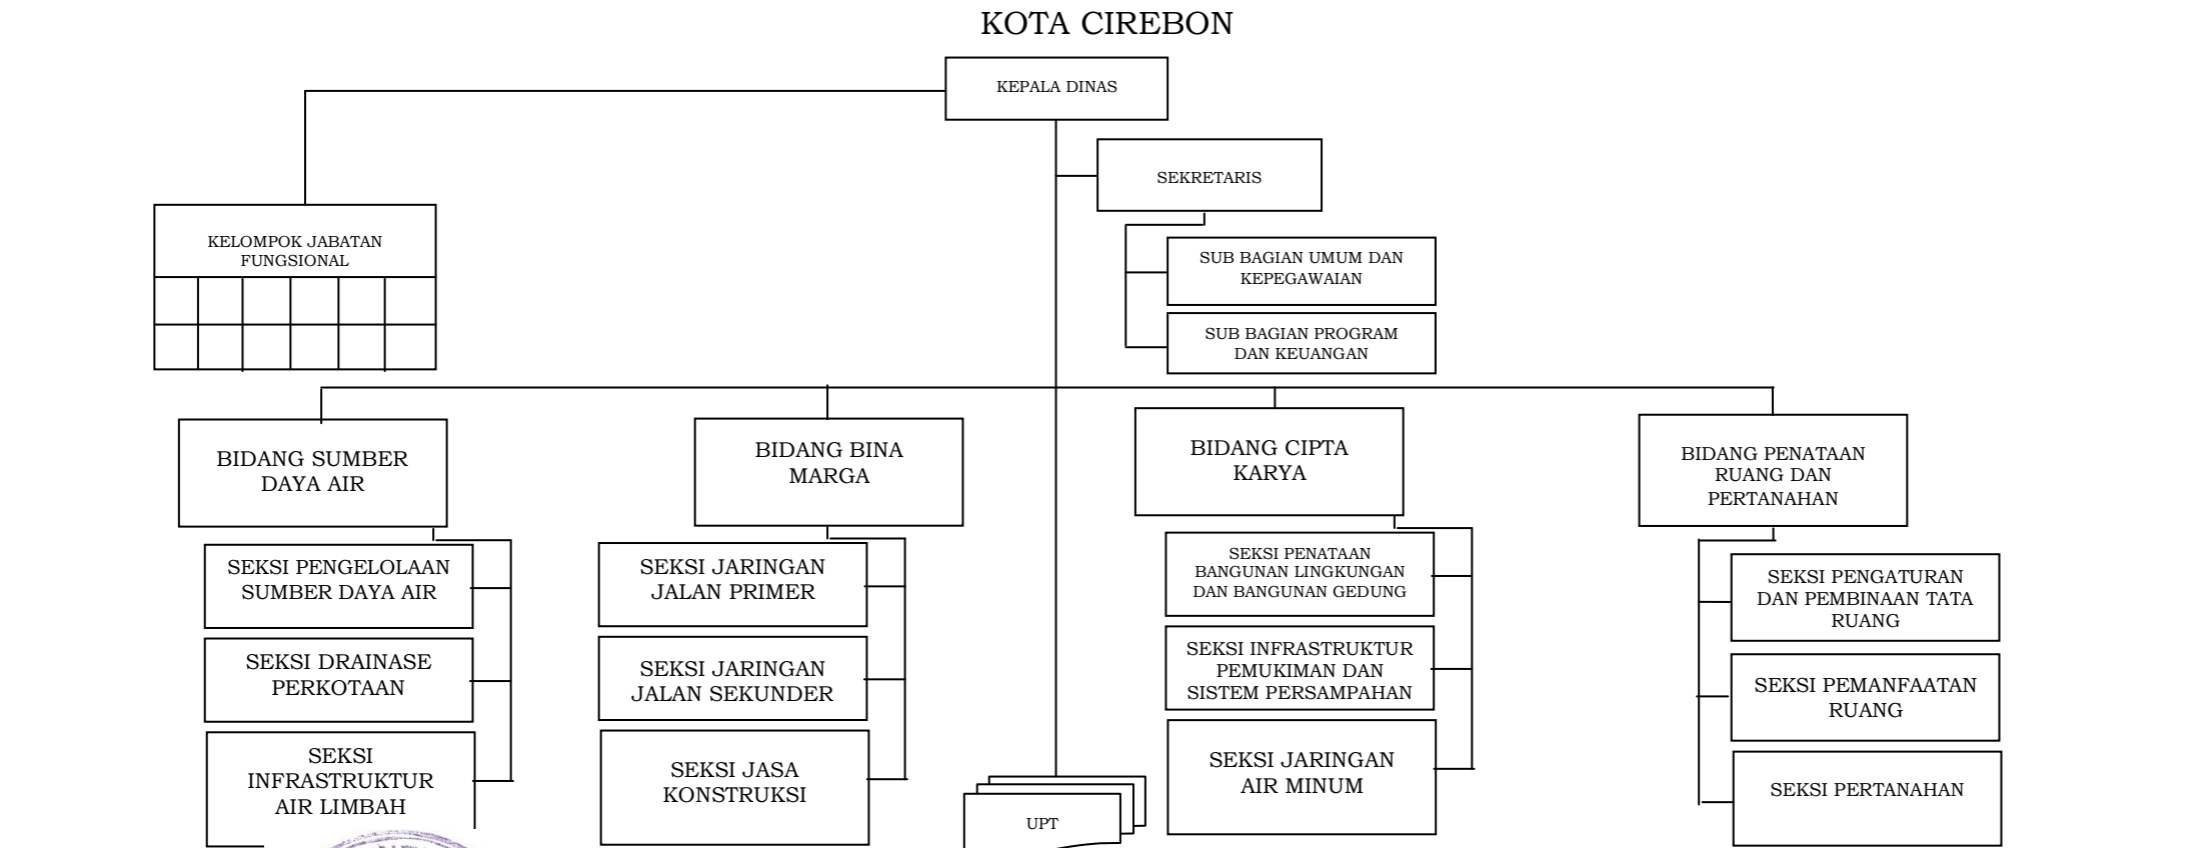 KOTA CIREBON
KEPALA DINAS
SEKRETARIS
KELOMPOK JABATAN
FUNGSIONAL
SUB BAGIAN UMUM DAN
KEPEGAWAIAN
SUB BAGIAN PROGRAM
DAN KEUANGAN
BIDANG SUMBER
DAYA AIR
SEKSI PENGELOLAAN
SUMBER DAYA AIR
SEKSI DRAINASE
PERKOTAAN
SEKSI
INFRASTRUKTUR
AIR LIMBAH
BIDANG BINA
MARGA
SEKSI JARINGAN
JALAN PRIMER
SEKSI JARINGAN
JALAN SEKUNDER
SEKSI JASA
KONSTRUKSI
UPT
BIDANG CIPTA
KARYA
SEKSI PENATAAN
BANGUNAN LINGKUNGAN
DAN BANGUNAN GEDUNG
SEKSI INFRASTRUKTUR
PEMUKIMAN DAN
SISTEM PERSAMPAHAN
SEKSI JARINGAN
AIR MINUM
BIDANG PENATAAN
RUANG DAN
PERTANAHAN
SEKSI PENGATURAN
DAN PEMBINAAN TATA
RUANG
SEKSI PEMANFAATAN
RUANG
SEKSI PERTANAHAN